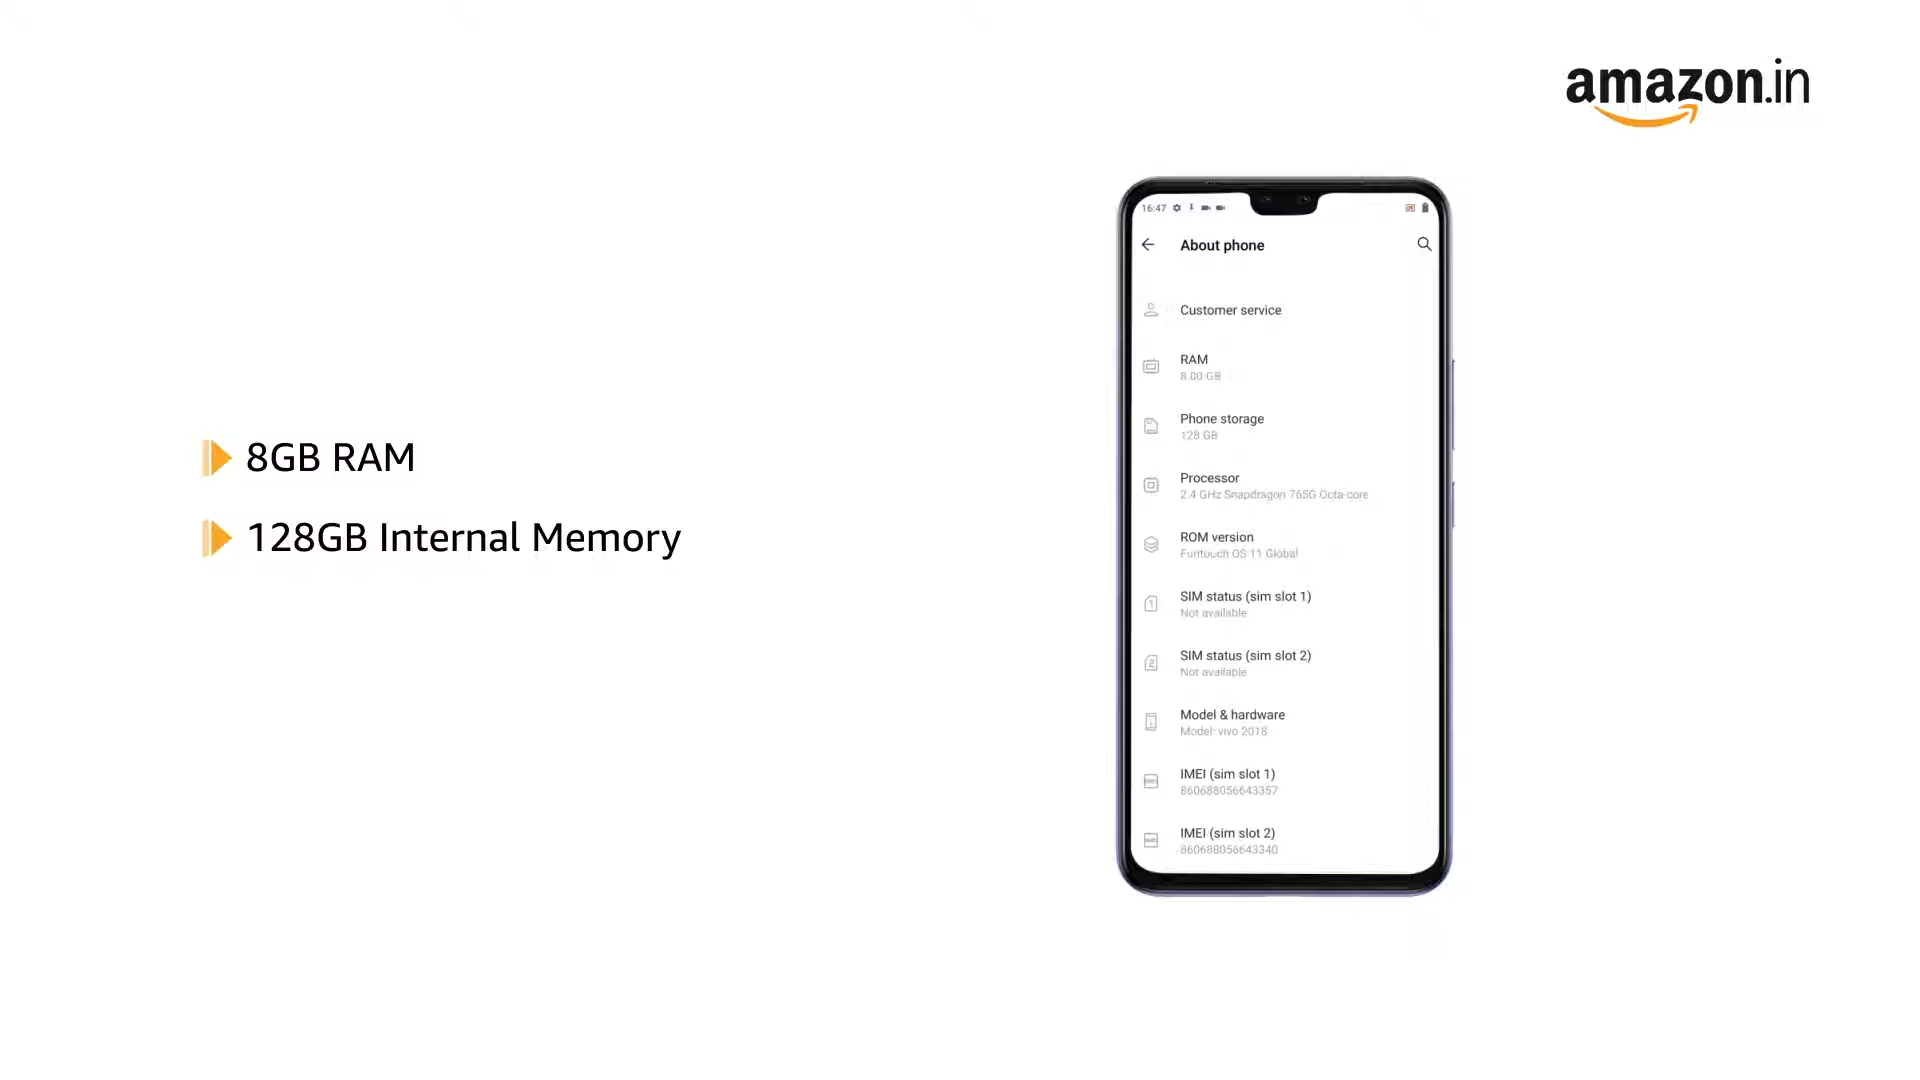 amazon.in
8GB RAM
128GB Internal Memory
16:47
About phone
Customer service
RAM
8.00 GB
Phone storage
128 GB
Processor
2.4 GHz Snapdragon 765G Octa-core
ROM version
Funtouch OS 11 Global
SIM status (sim slot 1)
Not available
SIM status (sim slot 2)
Not available
Model & hardware
Model: vivo 2018
IMEI (sim slot 1)
860688056643357
IMEI (sim slot 2)
860688056643340